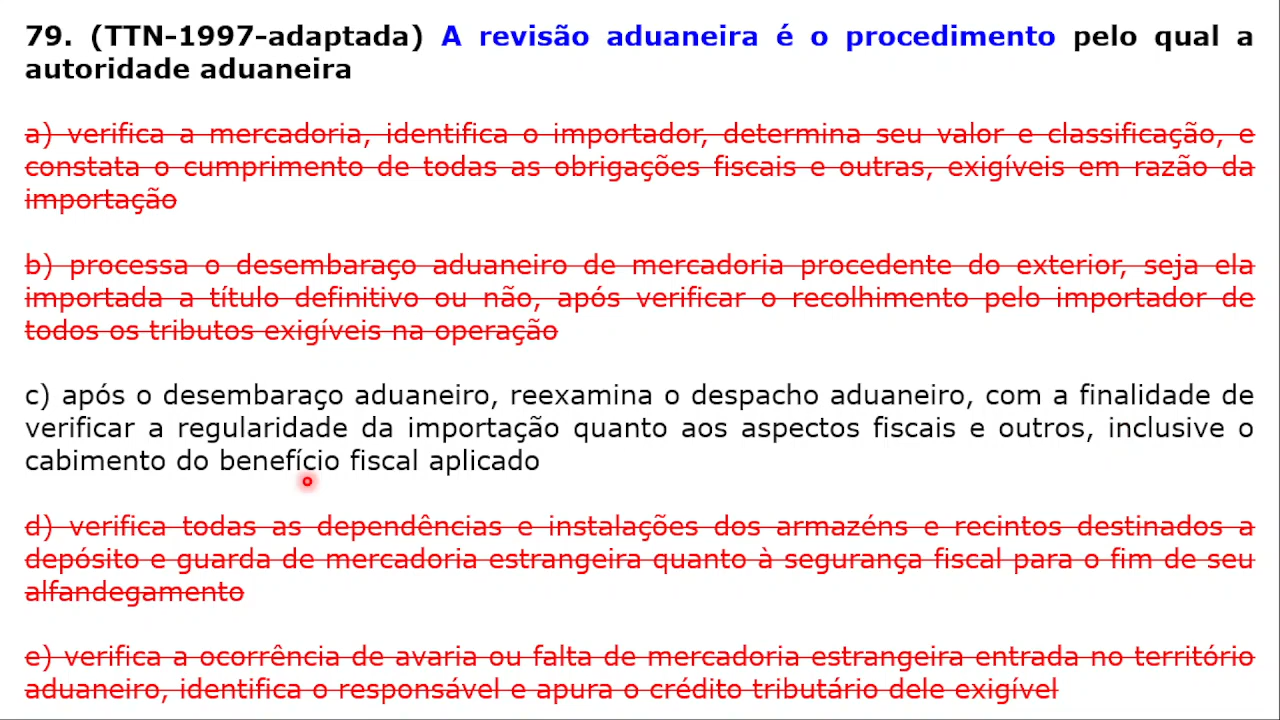 79. (TTN-1997-adaptada) A revisão aduaneira é o procedimento pelo qual a
autoridade aduaneira
a) verifica a mercadoria, identifica o importador, determina seu valor e classificação, e
constata o cumprimento de todas as obrigações fiscais e outras, exigíveis em razão da
importação
b) processa o desembaraço aduaneiro de mercadoria procedente do exterior, seja ela
importada a título definitivo ou não, após verificar o recolhimento pelo importador de
todos os tributos exigíveis na operação
c) após o desembaraço aduaneiro, reexamina o despacho aduaneiro, com a finalidade de
verificar a regularidade da importação quanto aos aspectos fiscais e outros, inclusive o
cabimento do benefício fiscal aplicado
d) verifica todas as dependências e instalações dos armazéns e recintos destinados a
depósito e guarda de mercadoria estrangeira quanto à segurança fiscal para o fim de seu
alfandegamento
e) verifica a ocorrência de avaria ou falta de mercadoria estrangeira entrada no território
aduaneiro, identifica o responsável e apura o crédito tributário dele exigível